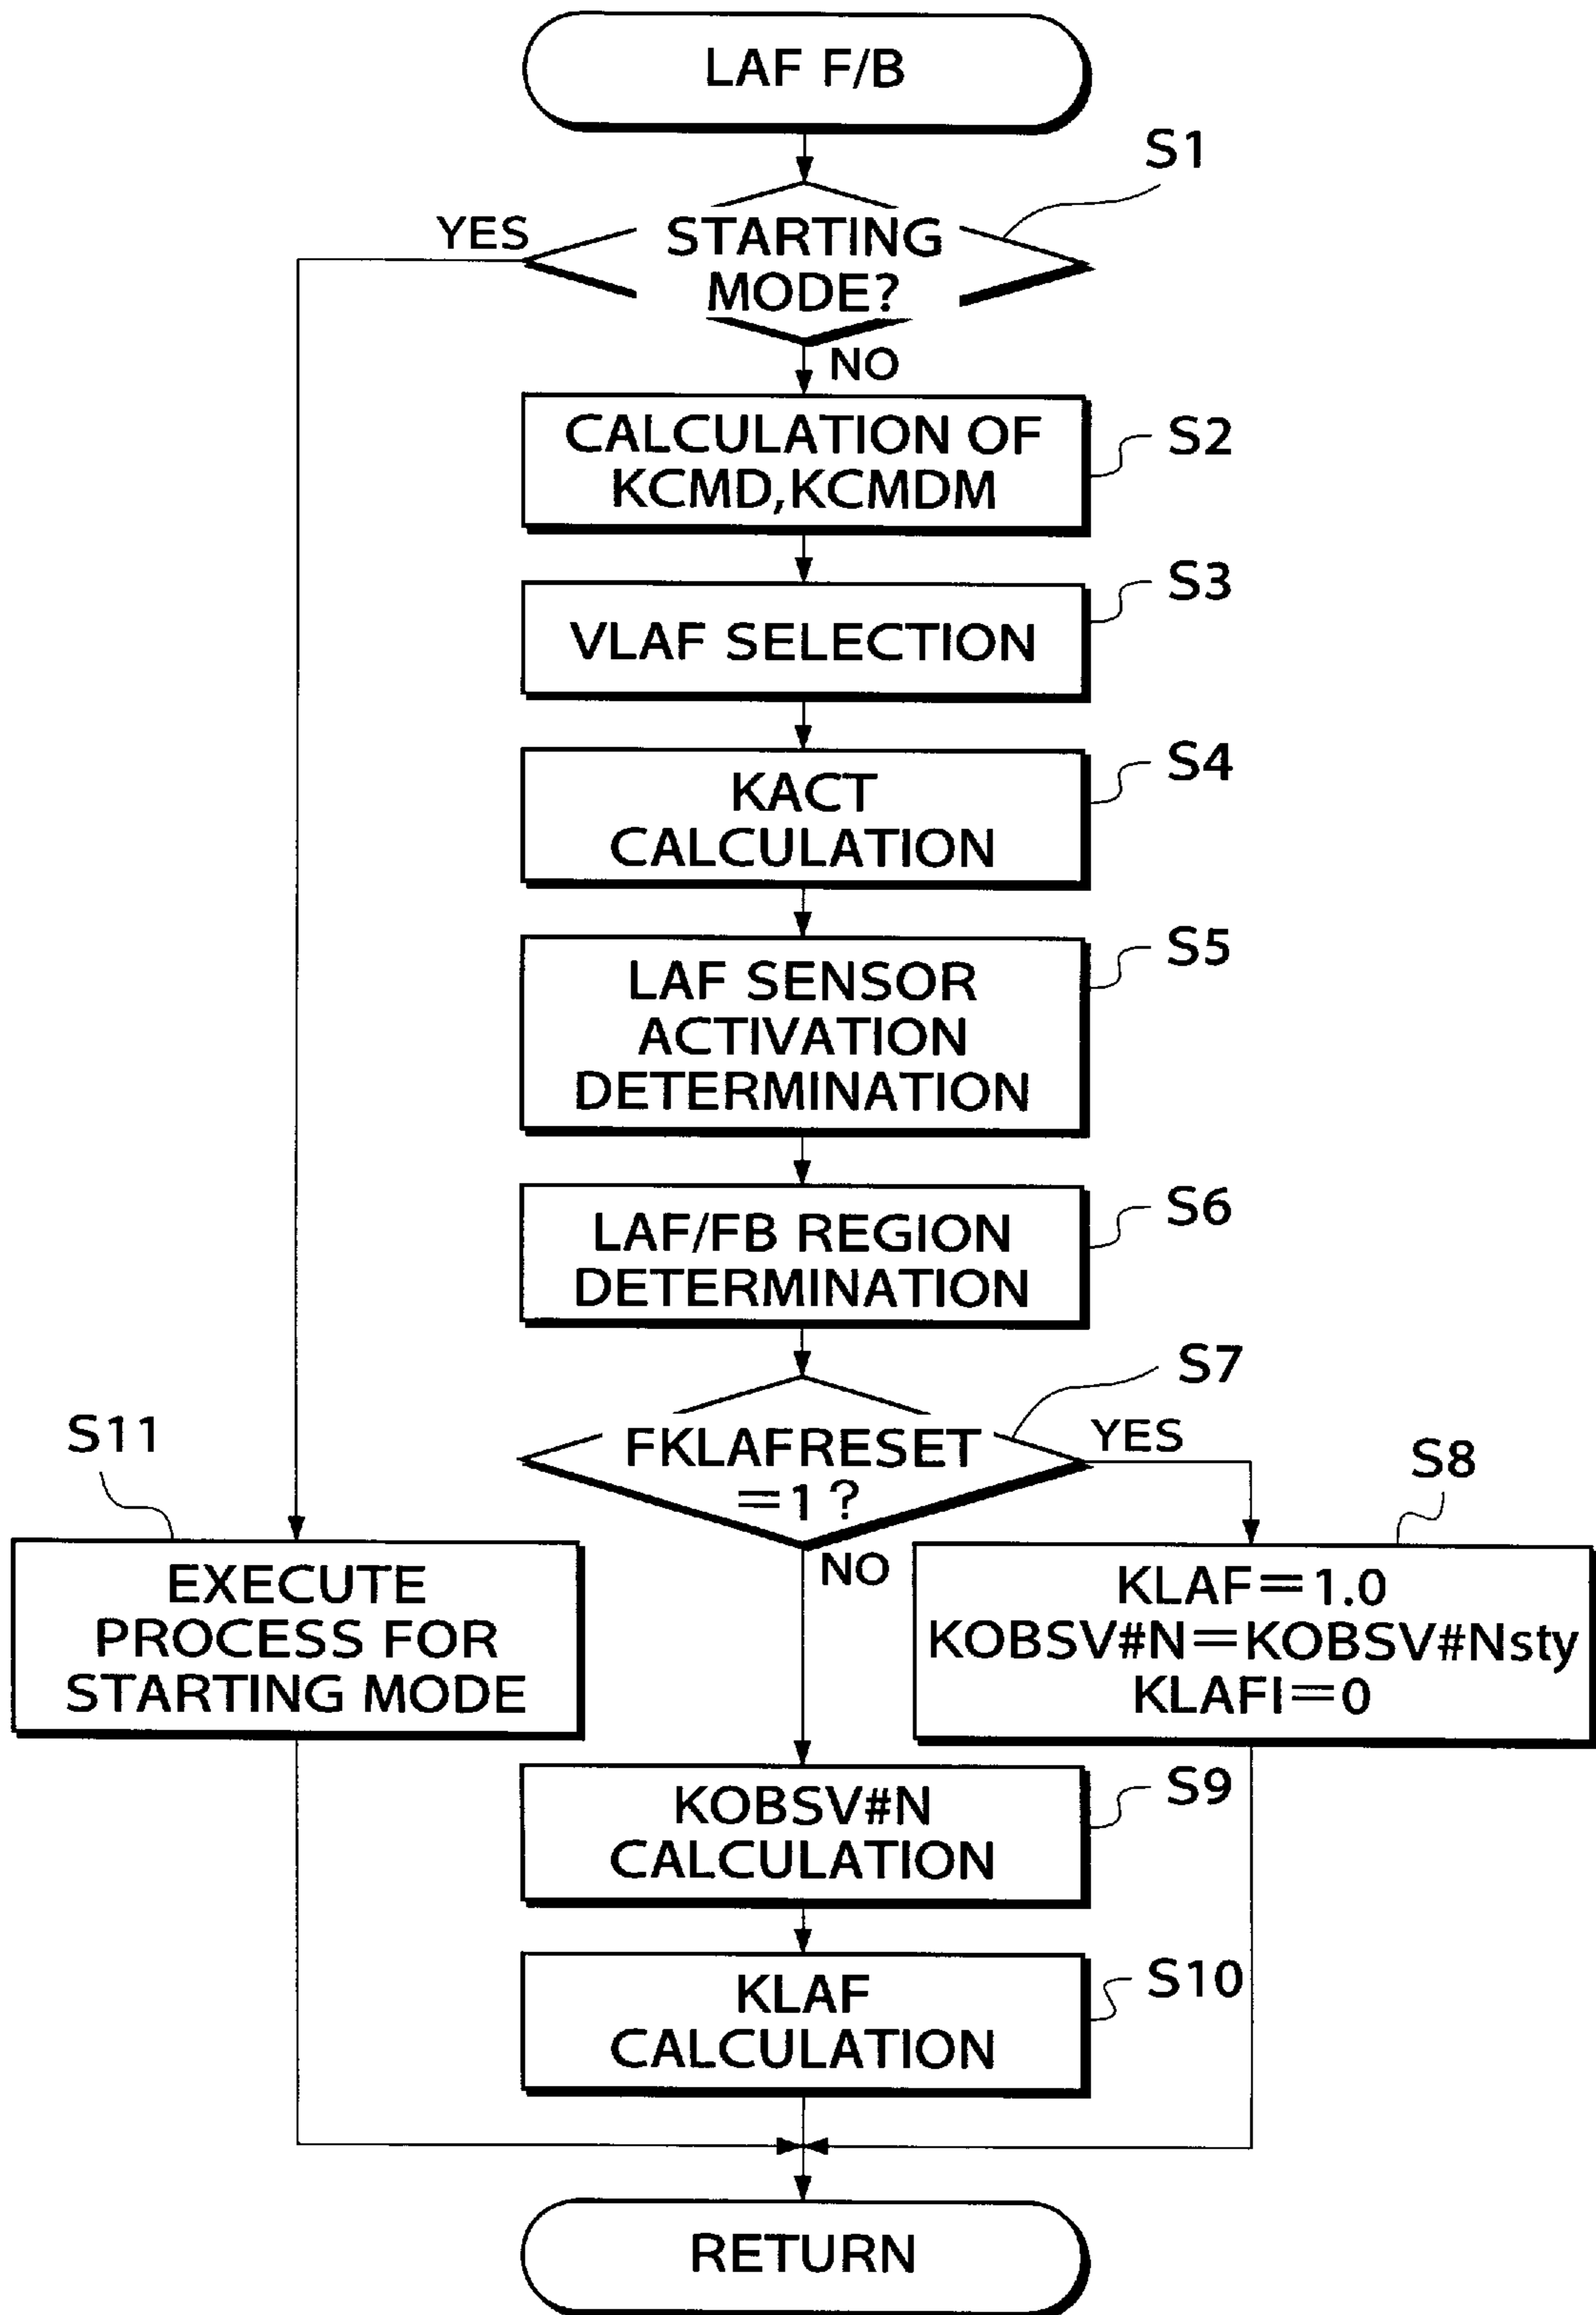 LAF F/B
S1
YES
STARTING
MODE?
NO
CALCULATION OF
KCMD,KCMDM
S2
S3
VLAF SELECTION
S4
KACT
CALCULATION
S5
LAF SENSOR
ACTIVATION
DETERMINATION
S6
LAF/FB REGION
DETERMINATION
S7
FKLAFRESET
=1?
YES
NO
S11
EXECUTE
PROCESS FOR
STARTING MODE
S8
KLAF=1.0
KOBSV#N=KOBSV#Nsty
KLAFI=0
S9
KOBSV#N
CALCULATION
S10
KLAF
CALCULATION
RETURN